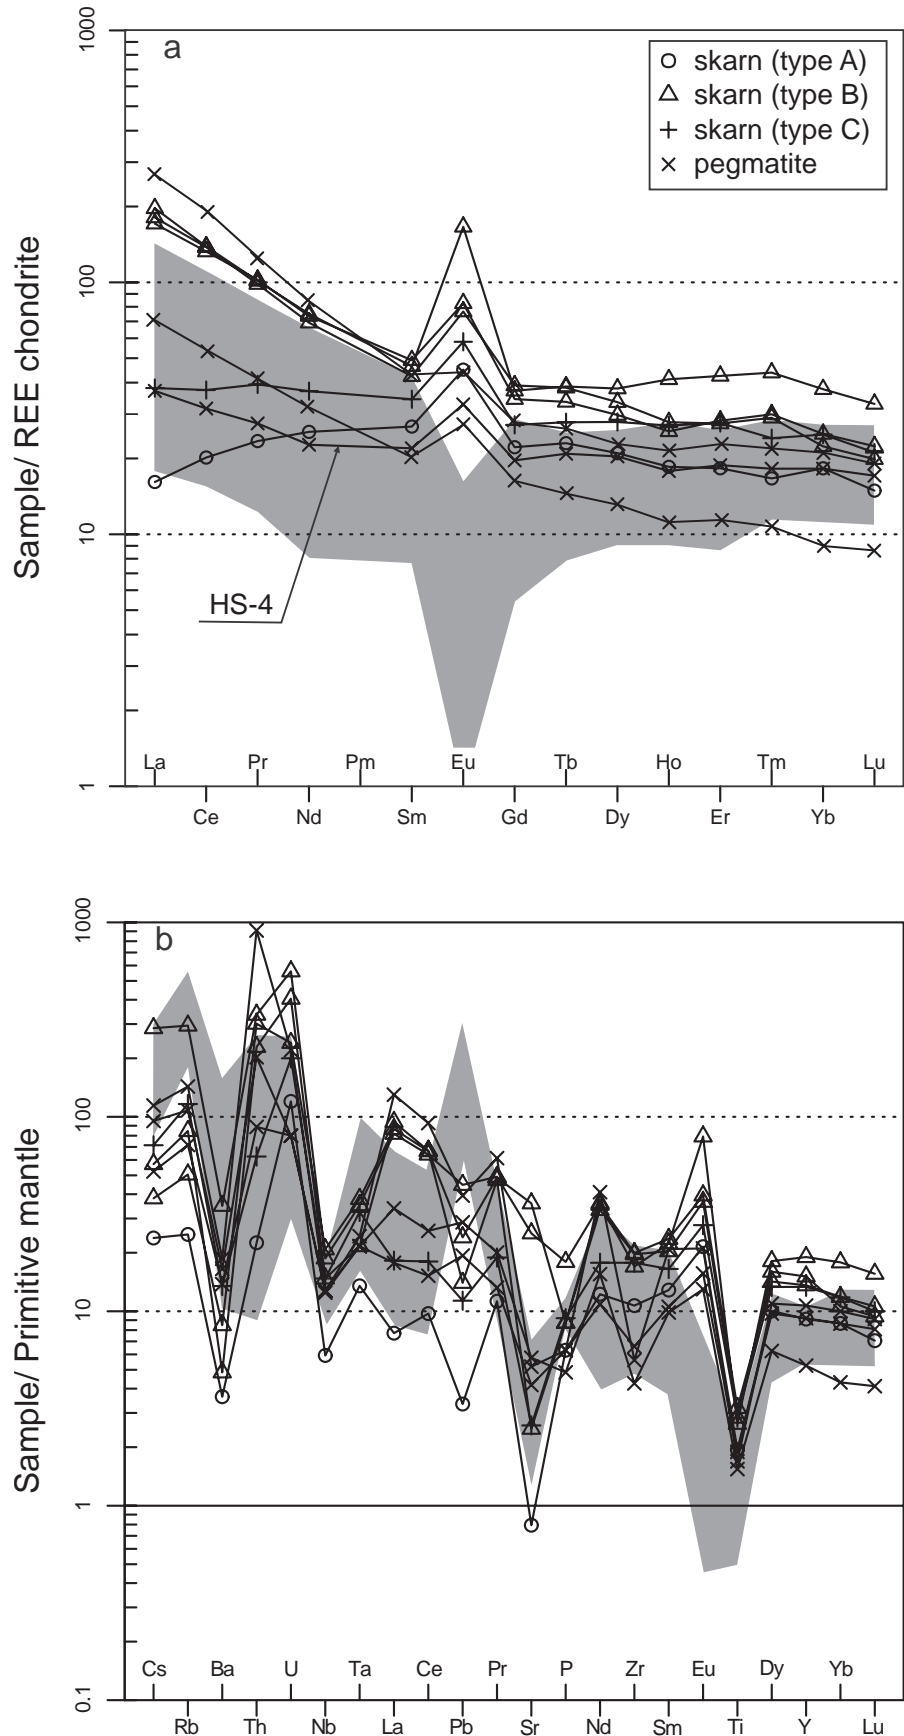 a
1000
100
10
1
Sample/ REE chondrite
skarn (type A)
skarn (type B)
skarn (type C)
pegmatite
HS-4
La Pr Pm Eu Tb Ho Tm Lu
Ce Nd Sm Gd Dy Er Yb
b
1000
100
10
1
0.1
Sample/ Primitive mantle
Cs Ba U Ta Ce Pr P Zr Eu Dy Yb
Rb Th Nb La Pb Sr Nd Sm Ti Y Lu